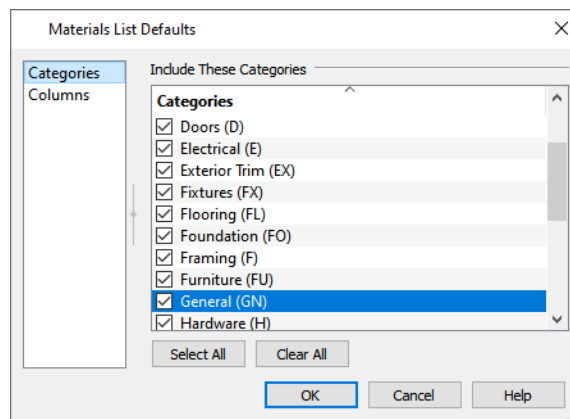 Materials List Defaults
Categories
Columns
Include These Categories
Categories
Doors (D)
Electrical (E)
Exterior Trim (EX)
Fixtures (FX)
Flooring (FL)
Foundation (FO)
Framing (F)
Furniture (FU)
General (GN)
Hardware (H)
Select All
Clear All
OK
Cancel
Help